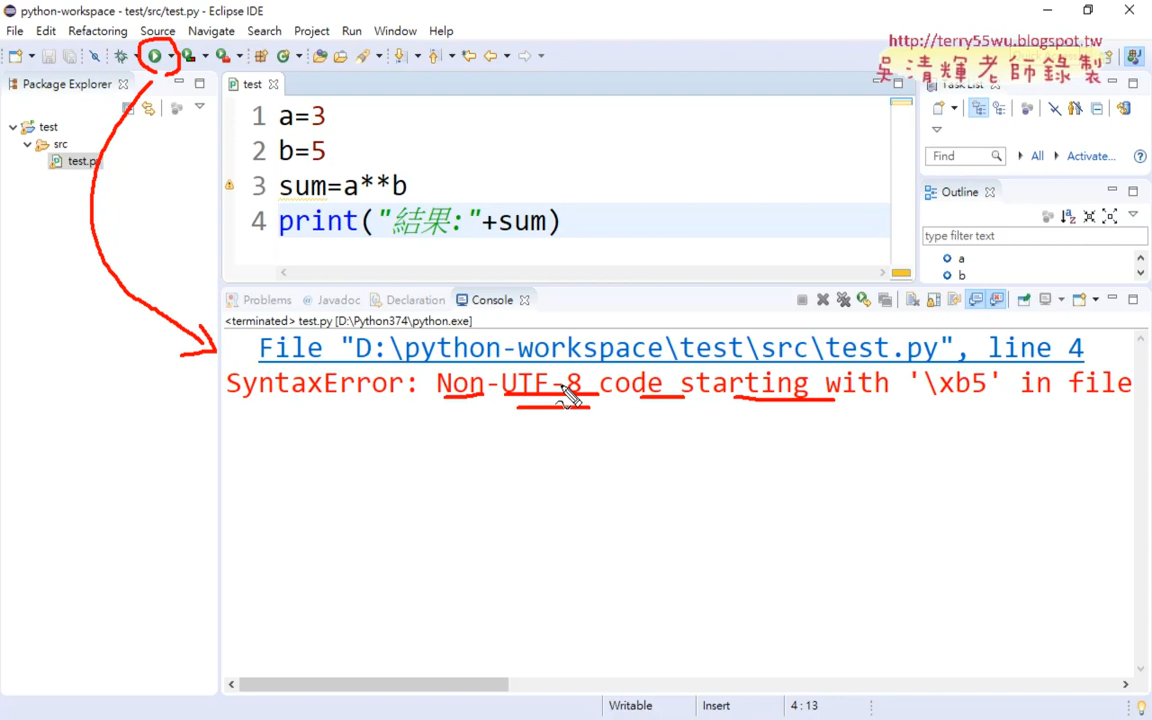 python-workspace - test/src/test.py - Eclipse IDE
File Edit Refactoring Source Navigate Search Project Run Window Help
http://terry55wu.blogspot.tw
吳清輝老師錄製
Package Explorer
test
Task List
test
src
test.py
1 a=3
2 b=5
3 sum=a**b
4 print("結果:"+sum)
Find
All
Activate...
Outline
type filter text
a
b
Problems @ Javadoc Declaration Console
<terminated> test.py [D:\Python374\python.exe]
File "D:\python-workspace\test\src\test.py", line 4
SyntaxError: Non-UTF-8 code starting with '\xb5' in file
Writable Insert 4 : 13